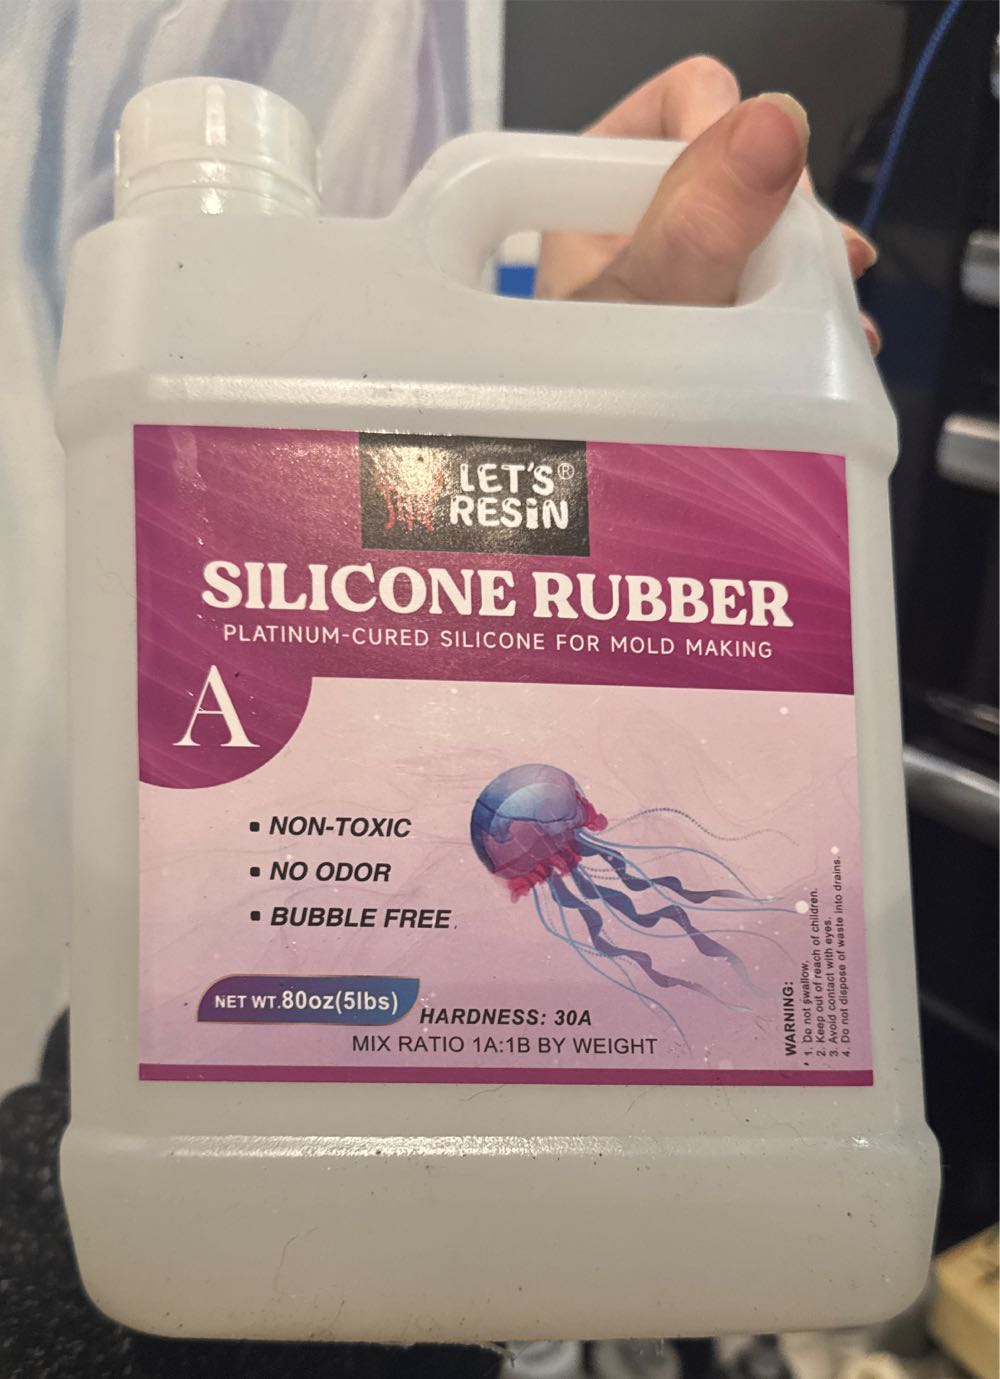 LET'S®
RESiN
SILICONE RUBBER
PLATINUM-CURED SILICONE FOR MOLD MAKING
A
▪ NON-TOXIC
▪ NO ODOR
▪ BUBBLE FREE
NET WT.80oz(5lbs)
HARDNESS: 30A
MIX RATIO 1A:1B BY WEIGHT
WARNING:
1. Do not swallow.
2. Keep out of reach of children.
3. Avoid contact with eyes.
4. Do not dispose of waste into drains.